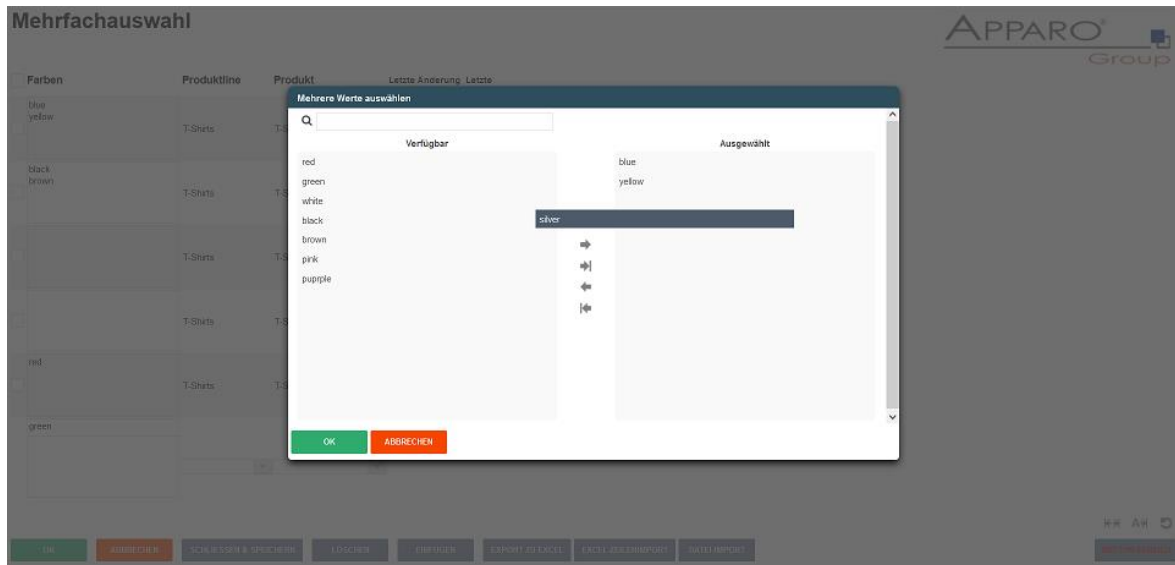 Mehrfachauswahl
APPARO
Group
Farben Produktline Produkt Letzte Änderung Letzte
blue
yellow
T-Shirts
black
brown
T-Shirts
T-Shirts
T-Shirts
red
T-Shirts
green
Mehrere Werte auswählen
Verfügbar Ausgewählt
red blue
green yellow
white
black silver
brown
pink
puprple
OK ABBRECHEN
OK ABBRECHEN SCHLIESSEN & SPEICHERN LÖSCHEN EINFÜGEN EXPORT ZU EXCEL EXCEL-ZEILENIMPORT DATEI IMPORT